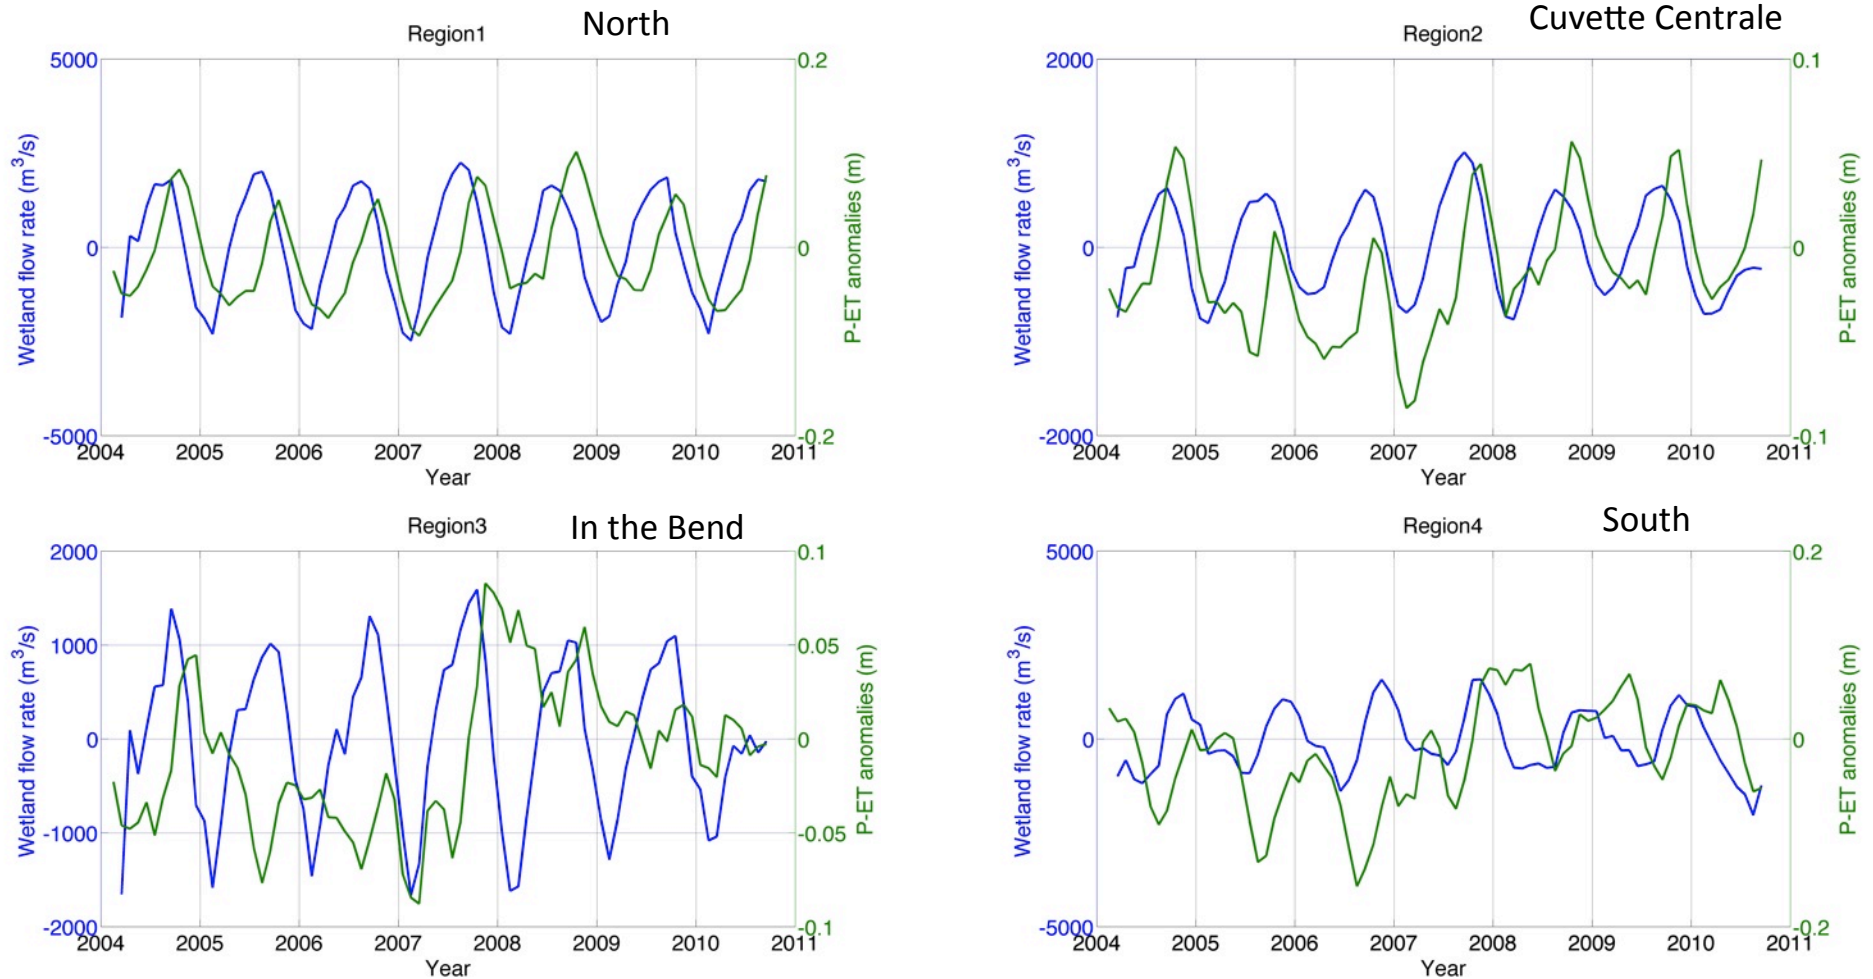 Region1 North
5000
0
-5000
0.2
0
-0.2
Wetland flow rate (m³/s)
P-ET anomalies (m)
2004 2005 2006 2007 2008 2009 2010 2011
Year
Region2 Cuvette Centrale
2000
0
-2000
0.1
0
-0.1
Wetland flow rate (m³/s)
P-ET anomalies (m)
2004 2005 2006 2007 2008 2009 2010 2011
Year
Region3 In the Bend
2000
1000
0
-1000
-2000
0.1
0.05
0
-0.05
-0.1
Wetland flow rate (m³/s)
P-ET anomalies (m)
2004 2005 2006 2007 2008 2009 2010 2011
Year
Region4 South
5000
0
-5000
0.2
0
-0.2
Wetland flow rate (m³/s)
P-ET anomalies (m)
2004 2005 2006 2007 2008 2009 2010 2011
Year